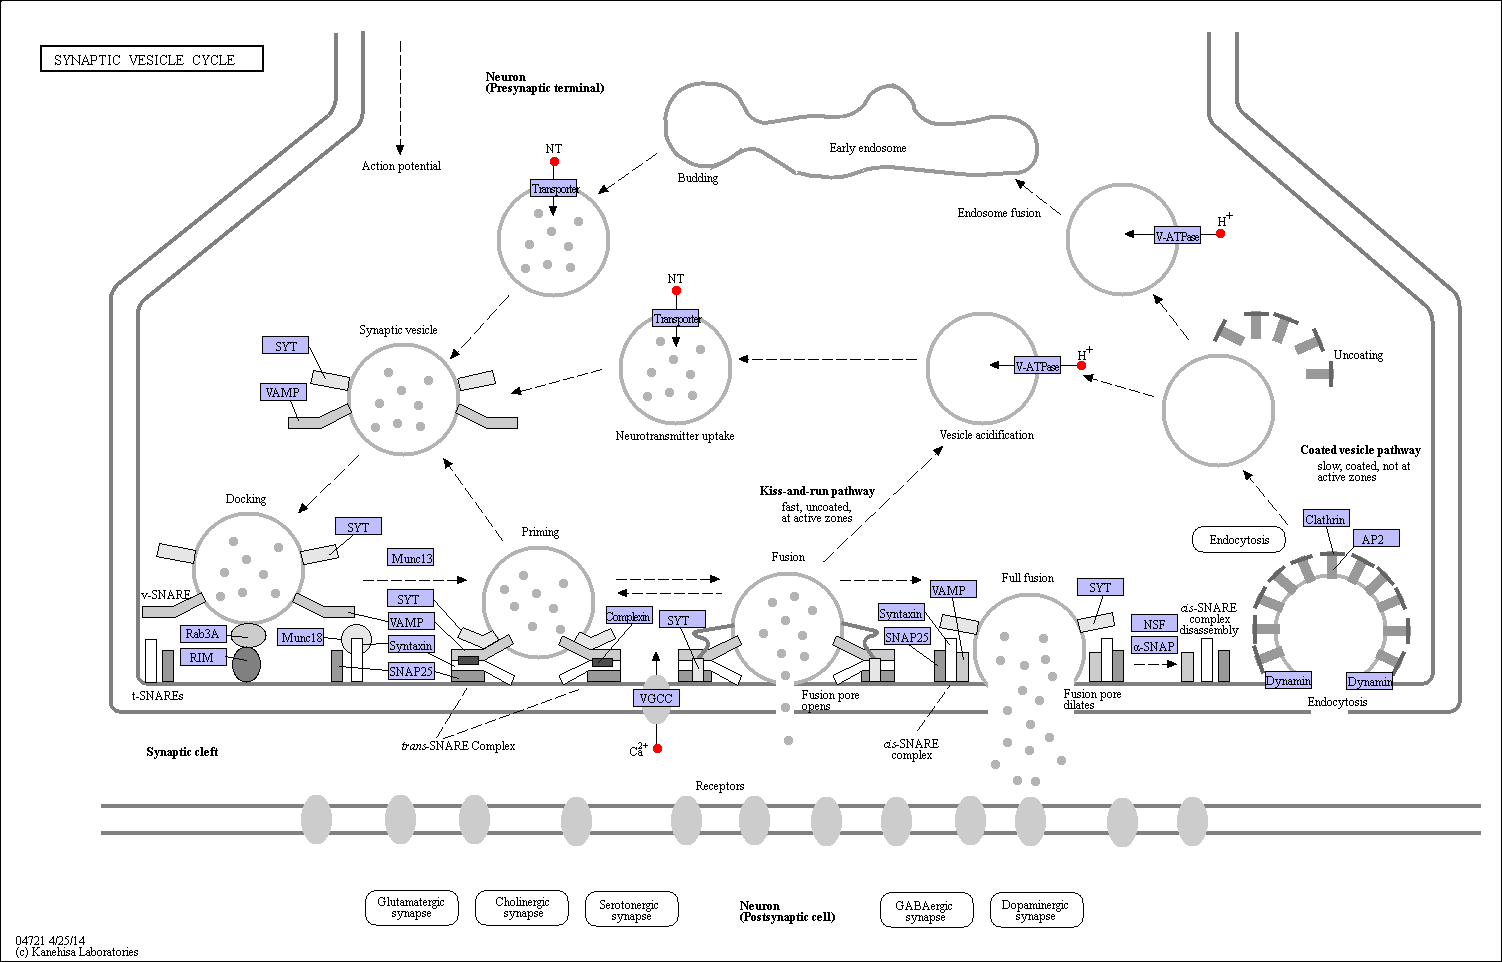 SYNAPTIC VESICLE CYCLE
Neuron
(Presynaptic terminal)
Action potential
NT
Transporter
Budding
Early endosome
Endosome fusion
H+
V-ATPase
NT
Transporter
Synaptic vesicle
SYT
VAMP
Neurotransmitter uptake
H+
V-ATPase
Vesicle acidification
Uncoating
Coated vesicle pathway
slow, coated, not at
active zones
Kiss-and-run pathway
fast, uncoated,
at active zones
Docking
SYT
Munc13
Priming
Fusion
Full fusion
Endocytosis
Clathrin
AP2
v-SNARE
SYT
VAMP
Rab3A
RIM
Munc18
Syntaxin
SNAP25
t-SNAREs
Complexin
SYT
VGCC
Ca2+
trans-SNARE Complex
Fusion pore
opens
VAMP
Syntaxin
SNAP25
cis-SNARE
complex
SYT
Fusion pore
dilates
NSF
α-SNAP
cis-SNARE
complex
disassembly
Dynamin
Dynamin
Endocytosis
Synaptic cleft
Receptors
Glutamatergic
synapse
Cholinergic
synapse
Serotonergic
synapse
Neuron
(Postsynaptic cell)
GABAergic
synapse
Dopaminergic
synapse
04721 4/25/14
(c) Kanehisa Laboratories